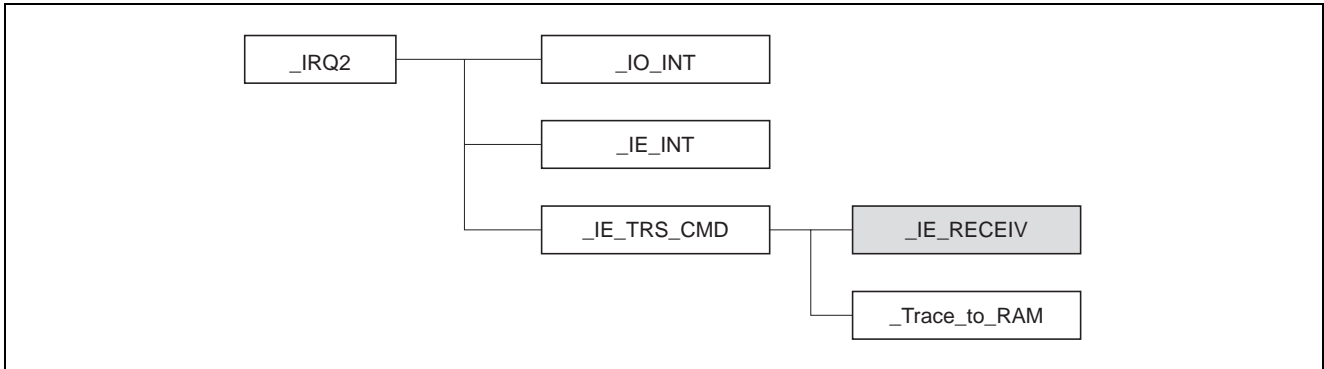 _IRQ2
_IO_INT
_IE_INT
_IE_TRS_CMD
_IE_RECEIV
_Trace_to_RAM